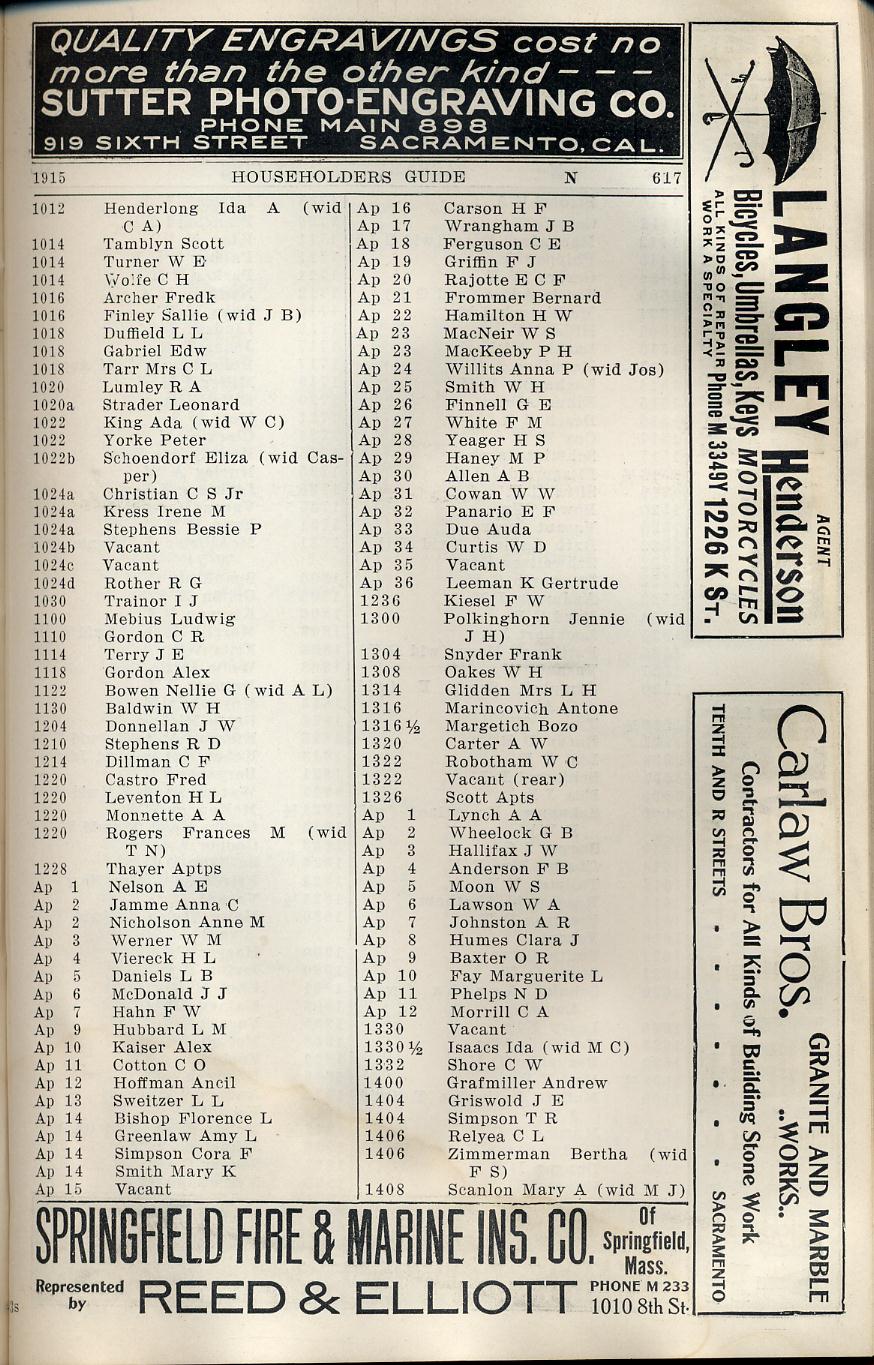 QUALITY ENGRAVINGS cost no
more than the other kind - - -
SUTTER PHOTO-ENGRAVING CO.
PHONE MAIN 898
919 SIXTH STREET SACRAMENTO, CAL.
1915 HOUSEHOLDERS GUIDE N 617
1012 Henderlong Ida A (wid
C A)
1014 Tamblyn Scott
1014 Turner W E
1014 Wolfe C H
1016 Archer Fredk
1016 Finley Sallie (wid J B)
1018 Duffield L L
1018 Gabriel Edw
1018 Tarr Mrs C L
1020 Lumley R A
1020a Strader Leonard
1022 King Ada (wid W C)
1022 Yorke Peter
1022b Schoendorf Eliza (wid Cas-
per)
1024a Christian C S Jr
1024a Kress Irene M
1024a Stephens Bessie P
1024b Vacant
1024c Vacant
1024d Rother R G
1030 Trainor I J
1100 Mebius Ludwig
1110 Gordon C R
1114 Terry J E
1118 Gordon Alex
1122 Bowen Nellie G (wid A L)
1130 Baldwin W H
1204 Donnellan J W
1210 Stephens R D
1214 Dillman C F
1220 Castro Fred
1220 Leventon H L
1220 Monnette A A
1220 Rogers Frances M (wid
T N)
1228 Thayer Aptps
Ap 1 Nelson A E
Ap 2 Jamme Anna C
Ap 2 Nicholson Anne M
Ap 3 Werner W M
Ap 4 Viereck H L
Ap 5 Daniels L B
Ap 6 McDonald J J
Ap 7 Hahn F W
Ap 9 Hubbard L M
Ap 10 Kaiser Alex
Ap 11 Cotton C O
Ap 12 Hoffman Ancil
Ap 13 Sweitzer L L
Ap 14 Bishop Florence L
Ap 14 Greenlaw Amy L
Ap 14 Simpson Cora F
Ap 14 Smith Mary K
Ap 15 Vacant
Ap 16 Carson H F
Ap 17 Wrangham J B
Ap 18 Ferguson C E
Ap 19 Griffin F J
Ap 20 Rajotte E C F
Ap 21 Frommer Bernard
Ap 22 Hamilton H W
Ap 23 MacNeir W S
Ap 23 MacKeeby P H
Ap 24 Willits Anna P (wid Jos)
Ap 25 Smith W H
Ap 26 Finnell G E
Ap 27 White F M
Ap 28 Yeager H S
Ap 29 Haney M P
Ap 30 Allen A B
Ap 31 Cowan W W
Ap 32 Panario E F
Ap 33 Due Auda
Ap 34 Curtis W D
Ap 35 Vacant
Ap 36 Leeman K Gertrude
1236 Kiesel F W
1300 Polkinghorn Jennie (wid
J H)
1304 Snyder Frank
1308 Oakes W H
1314 Glidden Mrs L H
1316 Marincovich Antone
1316½ Margetich Bozo
1320 Carter A W
1322 Robotham W C
1322 Vacant (rear)
1326 Scott Apts
Ap 1 Lynch A A
Ap 2 Wheelock G B
Ap 3 Hallifax J W
Ap 4 Anderson F B
Ap 5 Moon W S
Ap 6 Lawson W A
Ap 7 Johnston A R
Ap 8 Humes Clara J
Ap 9 Baxter O R
Ap 10 Fay Marguerite L
Ap 11 Phelps N D
Ap 12 Morrill C A
1330 Vacant
1330½ Isaacs Ida (wid M C)
1332 Shore C W
1400 Grafmiller Andrew
1404 Griswold J E
1404 Simpson T R
1406 Relyea C L
1406 Zimmerman Bertha (wid
F S)
1408 Scanlon Mary A (wid M J)
LANGLEY
AGENT
Henderson
Bicycles, Umbrellas, Keys MOTORCYCLES
ALL KINDS OF REPAIR
WORK A SPECIALTY
Phone M 3349Y 1226 K ST.
Carlaw Bros.
GRANITE AND MARBLE
..WORKS..
Contractors for All Kinds of Building Stone Work
TENTH AND R STREETS . . . . . . SACRAMENTO
SPRINGFIELD FIRE & MARINE INS. CO. Of
Springfield,
Mass.
Represented
by
REED & ELLIOTT
PHONE M 233
1010 8th St.